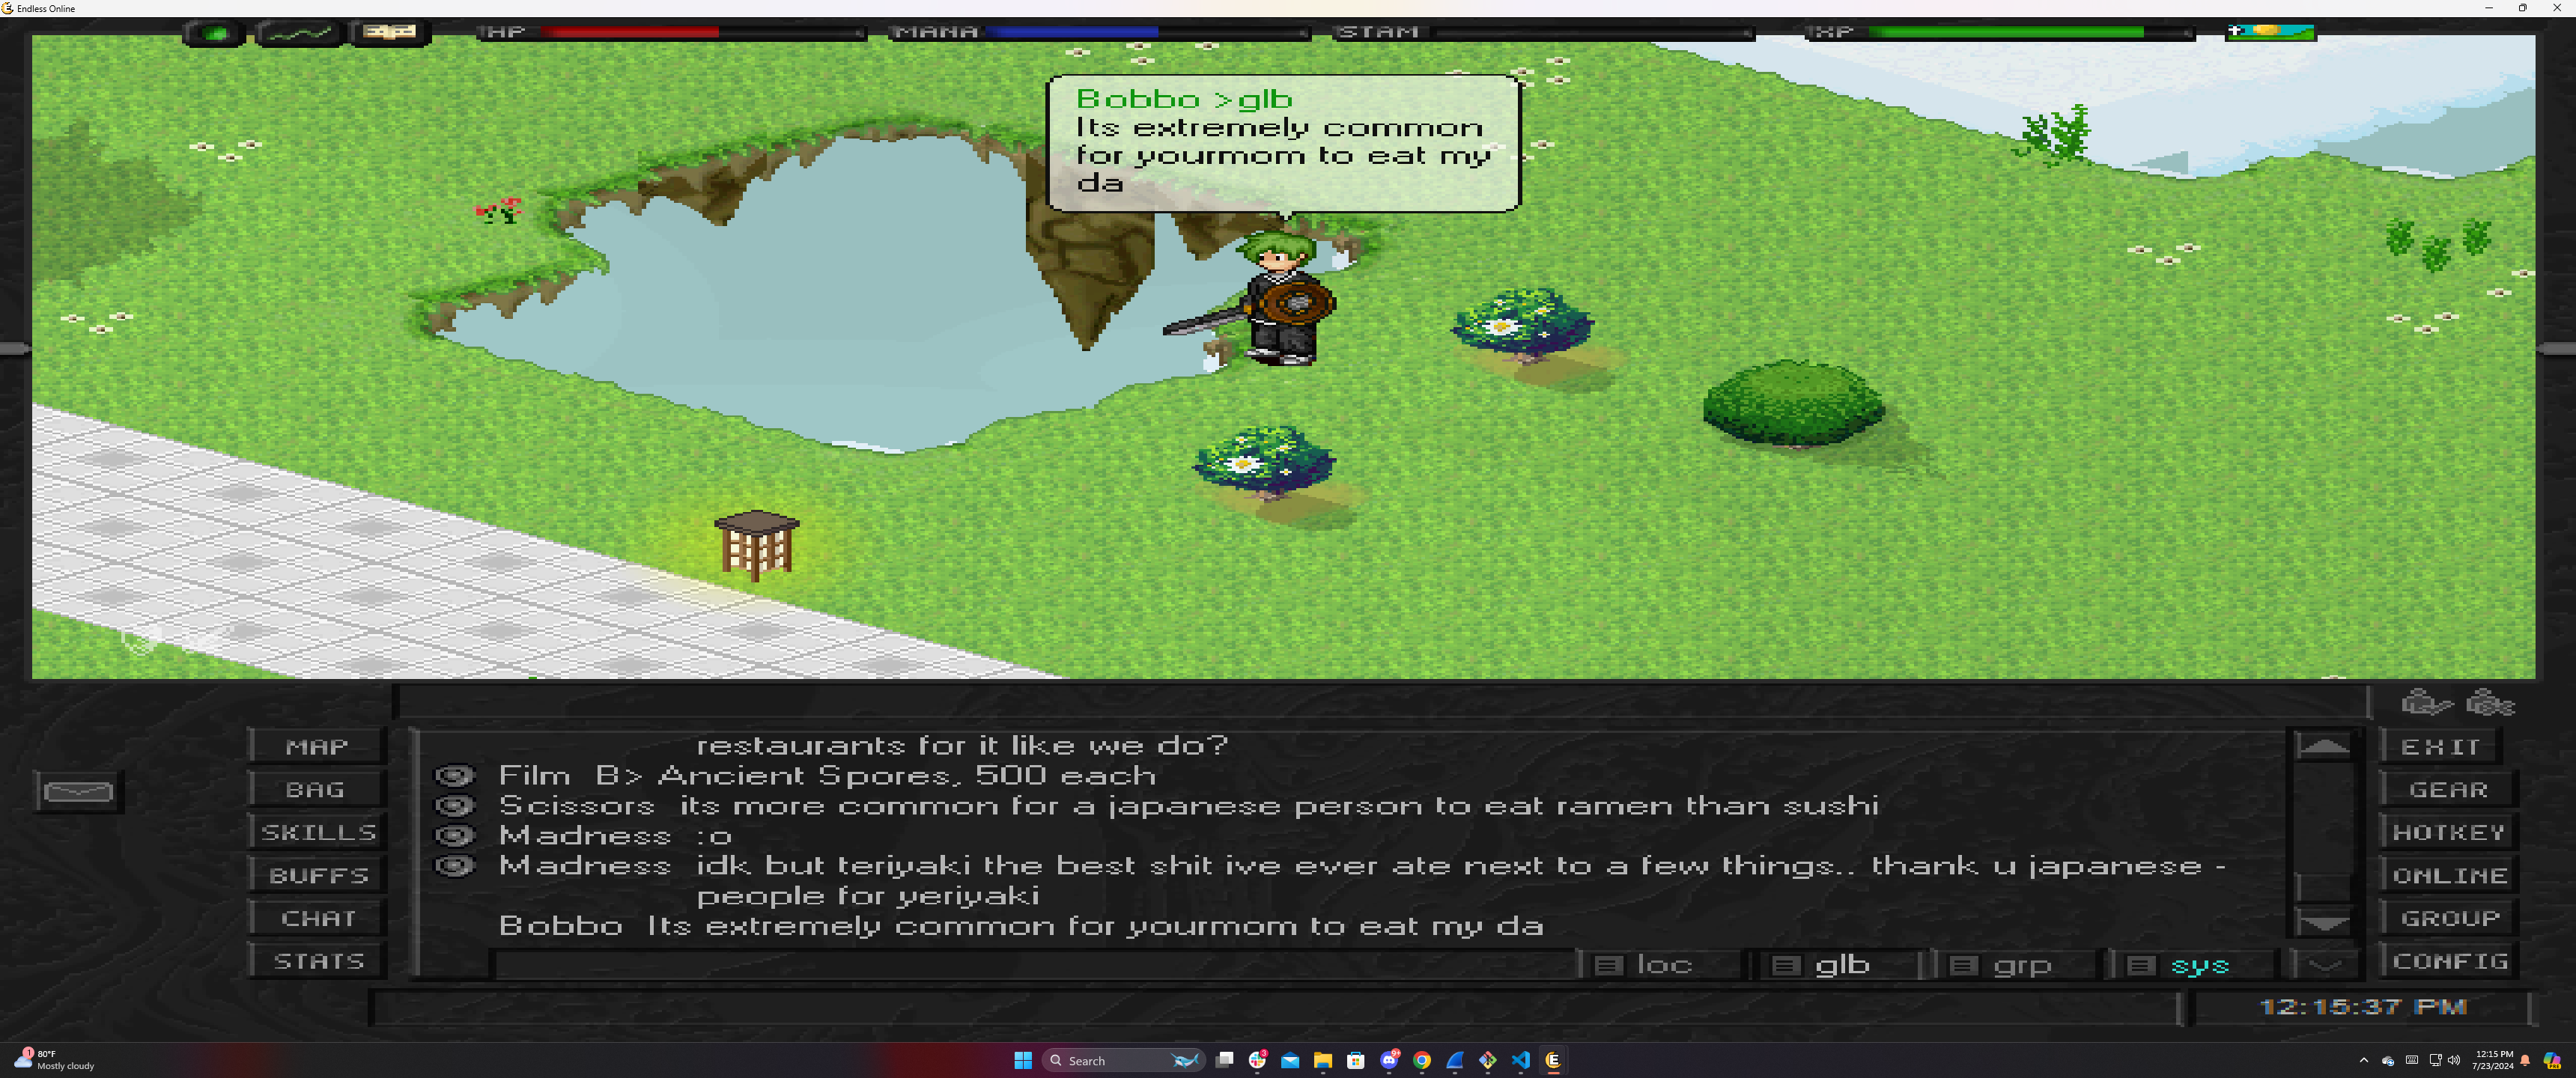 Endless Online
HP
MANA
STAM
XP
Bobbo >glb
Its extremely common
for yourmom to eat my
da
restaurants for it like we do?
Film B> Ancient Spores, 500 each
Scissors its more common for a japanese person to eat ramen than sushi
Madness :o
Madness idk but teriyaki the best shit ive ever ate next to a few things.. thank u japanese -
people for yeriyaki
Bobbo Its extremely common for yourmom to eat my da
MAP
BAG
SKILLS
BUFFS
CHAT
STATS
EXIT
GEAR
HOTKEY
ONLINE
GROUP
CONFIG
loc
glb
grp
sys
12:15:37 PM
1
80°F
Mostly cloudy
Search
3
9+
12:15 PM
7/23/2024